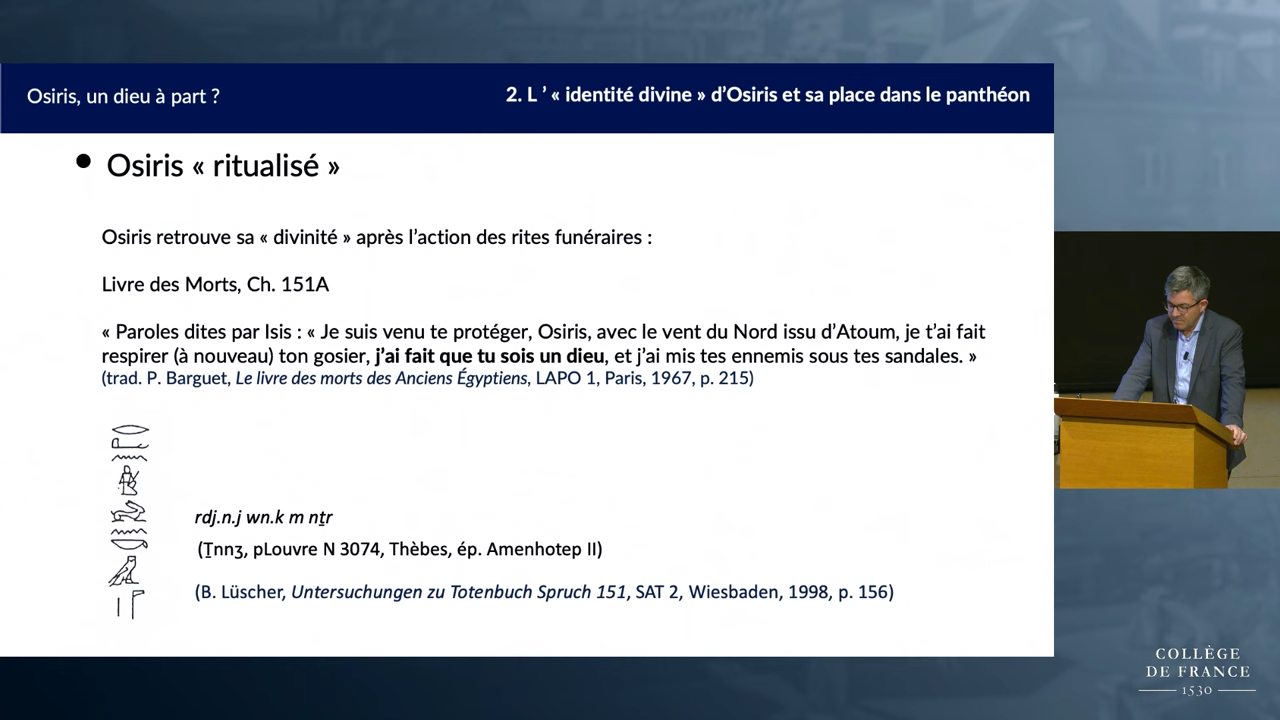 Osiris, un dieu à part ?
2. L ’ « identité divine » d’Osiris et sa place dans le panthéon
• Osiris « ritualisé »
Osiris retrouve sa « divinité » après l’action des rites funéraires :
Livre des Morts, Ch. 151A
« Paroles dites par Isis : « Je suis venu te protéger, Osiris, avec le vent du Nord issu d’Atoum, je t’ai fait
respirer (à nouveau) ton gosier, j’ai fait que tu sois un dieu, et j’ai mis tes ennemis sous tes sandales. »
(trad. P. Barguet, Le livre des morts des Anciens Égyptiens, LAPO 1, Paris, 1967, p. 215)
rdj.n.j wn.k m nṯr
(Ṯnnꜣ, pLouvre N 3074, Thèbes, ép. Amenhotep II)
(B. Lüscher, Untersuchungen zu Totenbuch Spruch 151, SAT 2, Wiesbaden, 1998, p. 156)
COLLÈGE
DE FRANCE
1530